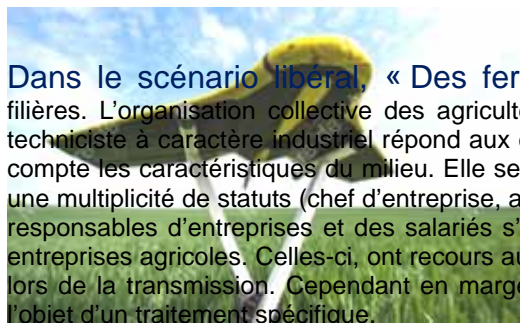 Dans le scénario libéral, « Des fer
filières. L'organisation collective des agricult
techniciste à caractère industriel répond aux
compte les caractéristiques du milieu. Elle se
une multiplicité de statuts (chef d'entreprise, a
responsables d'entreprises et des salariés s'
entreprises agricoles. Celles-ci, ont recours au
lors de la transmission. Cependant en marge
l'objet d'un traitement spécifique.